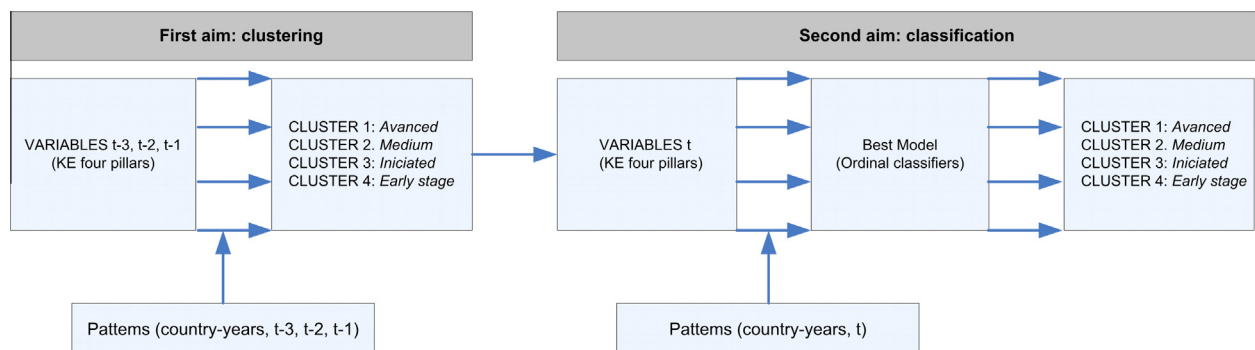 First aim: clustering
VARIABLES t-3, t-2, t-1
(KE four pillars)
CLUSTER 1: Avanced
CLUSTER 2. Medium
CLUSTER 3: Iniciated
CLUSTER 4: Early stage
Pattems (country-years, t-3, t-2, t-1)
Second aim: classification
VARIABLES t
(KE four pillars)
Best Model
(Ordinal classifiers)
CLUSTER 1: Avanced
CLUSTER 2. Medium
CLUSTER 3: Iniciated
CLUSTER 4: Early stage
Pattems (country-years, t)